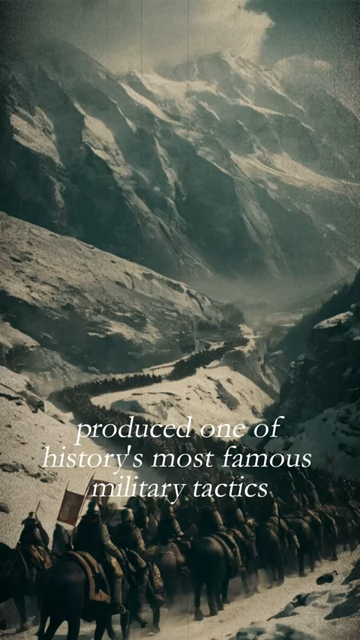 produced one of
history's most famous
military tactics